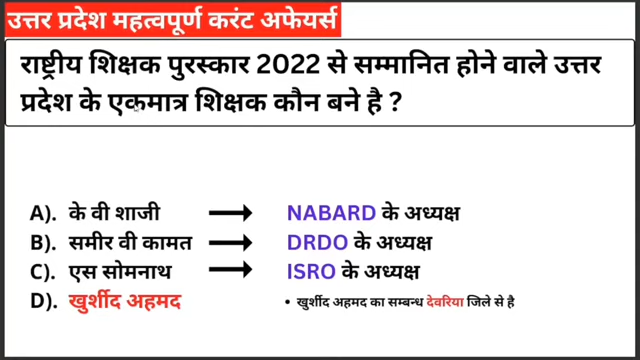 उत्तर प्रदेश महत्वपूर्ण करंट अफेयर्स
राष्ट्रीय शिक्षक पुरस्कार 2022 से सम्मानित होने वाले उत्तर
प्रदेश के एकमात्र शिक्षक कौन बने है ?
A). के वी शाजी → NABARD के अध्यक्ष
B). समीर वी कामत → DRDO के अध्यक्ष
C). एस सोमनाथ → ISRO के अध्यक्ष
D). खुर्शीद अहमद • खुर्शीद अहमद का सम्बन्ध देवरिया जिले से है